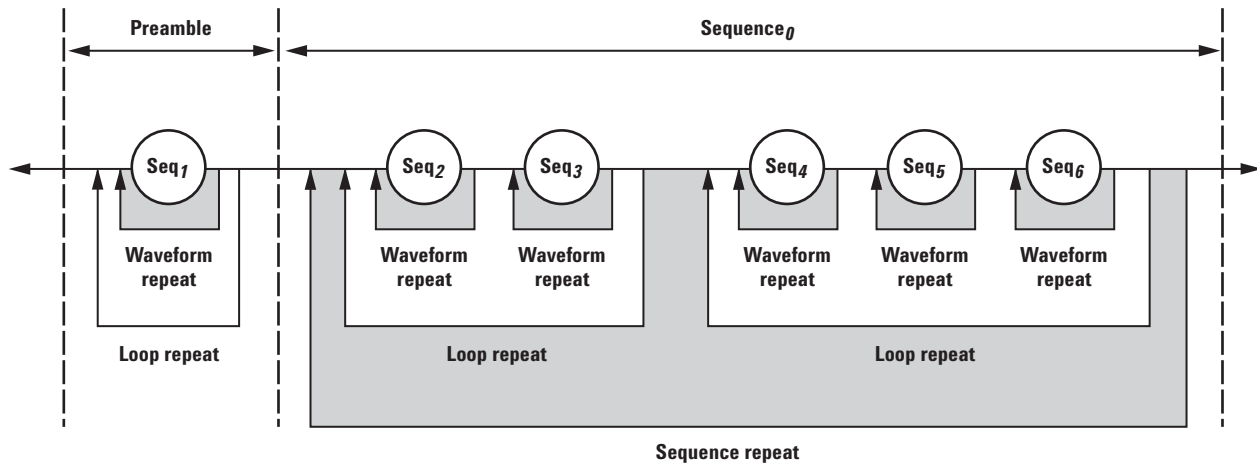 Preamble
Sequence0
Seq1
Seq2
Seq3
Seq4
Seq5
Seq6
Waveform
repeat
Waveform
repeat
Waveform
repeat
Waveform
repeat
Waveform
repeat
Waveform
repeat
Loop repeat
Loop repeat
Loop repeat
Sequence repeat